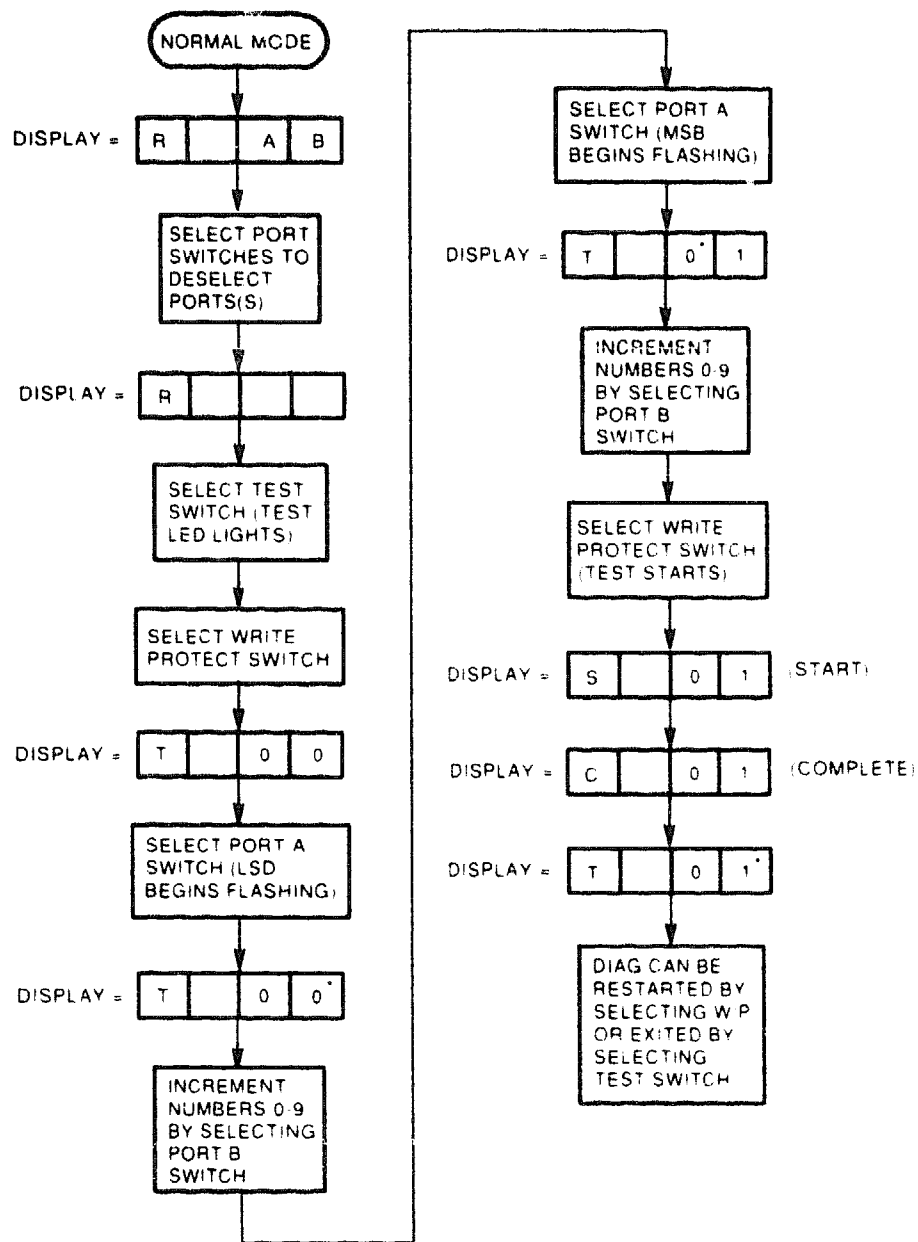 NORMAL MODE
DISPLAY = R A B
SELECT PORT
SWITCHES TO
DESELECT
PORTS(S)
DISPLAY = R
SELECT TEST
SWITCH (TEST
LED LIGHTS)
SELECT WRITE
PROTECT SWITCH
DISPLAY = T 0 0
SELECT PORT A
SWITCH (LSD
BEGINS FLASHING)
DISPLAY = T 0 0*
INCREMENT
NUMBERS 0-9
BY SELECTING
PORT B
SWITCH
SELECT PORT A
SWITCH (MSB
BEGINS FLASHING)
DISPLAY = T 0* 1
INCREMENT
NUMBERS 0-9
BY SELECTING
PORT B
SWITCH
SELECT WRITE
PROTECT SWITCH
(TEST STARTS)
DISPLAY = S 0 1 (START)
DISPLAY = C 0 1 (COMPLETE)
DISPLAY = T 0 1*
DIAG CAN BE
RESTARTED BY
SELECTING W P
OR EXITED BY
SELECTING
TEST SWITCH